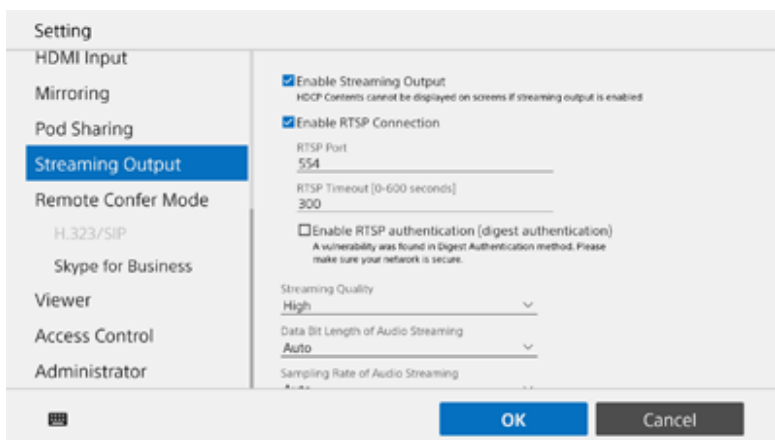 Setting
HDMI Input
Mirroring
Pod Sharing
Streaming Output
Remote Confer Mode
H.323/SIP
Skype for Business
Viewer
Access Control
Administrator
Enable Streaming Output
HDCP Contents cannot be displayed on screens if streaming output is enabled
Enable RTSP Connection
RTSP Port
554
RTSP Timeout [0-600 seconds]
300
Enable RTSP authentication (digest authentication)
A vulnerability was found in Digest Authentication method. Please
make sure your network is secure.
Streaming Quality
High
Data Bit Length of Audio Streaming
Auto
Sampling Rate of Audio Streaming
OK
Cancel